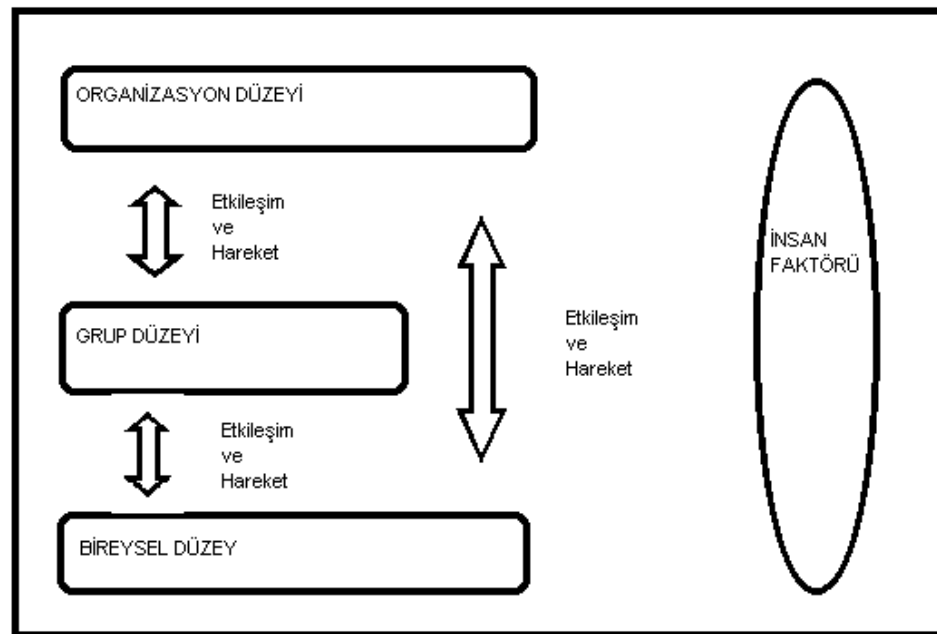 ORGANİZASYON DÜZEYİ
Etkileşim
ve
Hareket
İNSAN
FAKTÖRÜ
GRUP DÜZEYİ
Etkileşim
ve
Hareket
Etkileşim
ve
Hareket
BİREYSEL DÜZEY